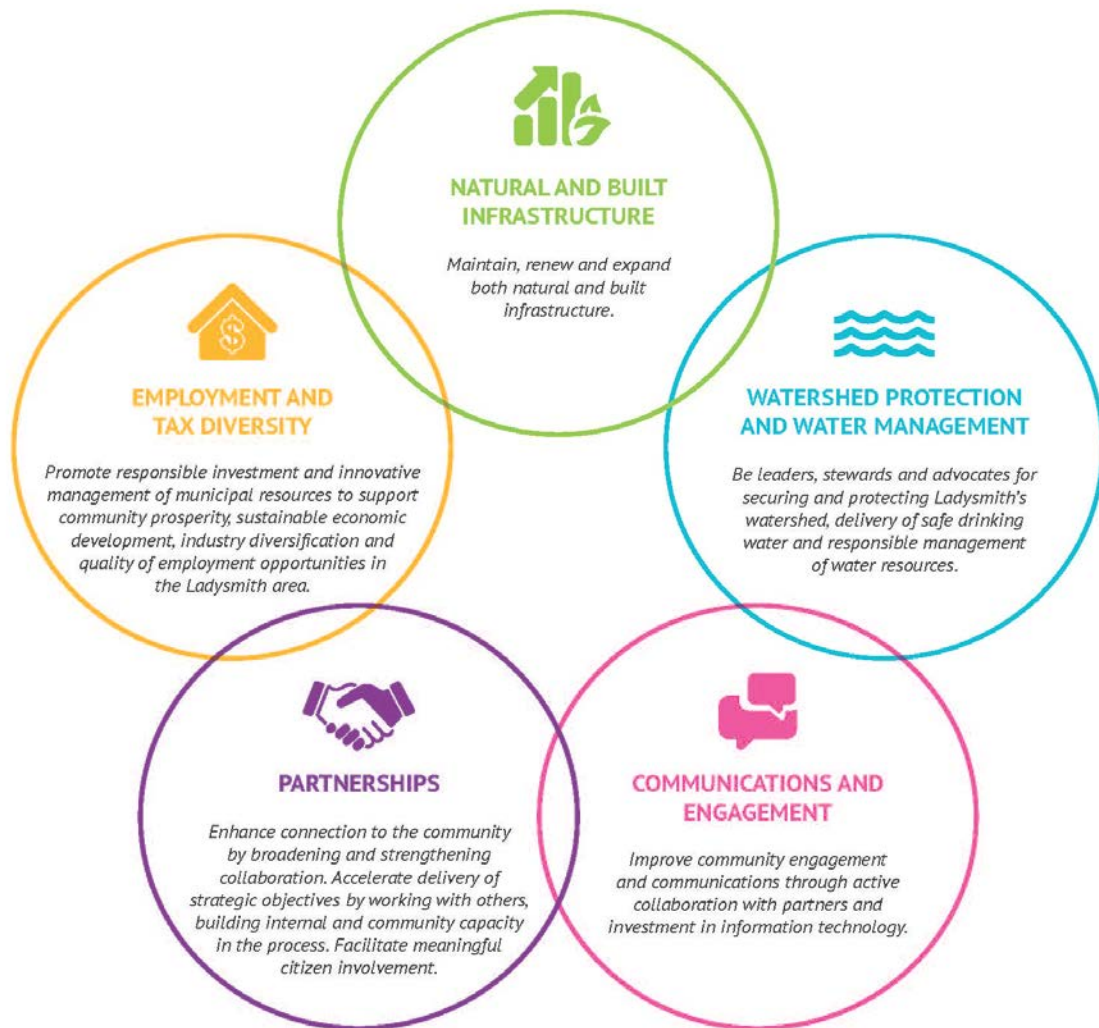 NATURAL AND BUILT
INFRASTRUCTURE
Maintain, renew and expand
both natural and built
infrastructure.
EMPLOYMENT AND
TAX DIVERSITY
Promote responsible investment and innovative
management of municipal resources to support
community prosperity, sustainable economic
development, industry diversification and
quality of employment opportunities in
the Ladysmith area.
WATERSHED PROTECTION
AND WATER MANAGEMENT
Be leaders, stewards and advocates for
securing and protecting Ladysmith's
watershed, delivery of safe drinking
water and responsible management
of water resources.
PARTNERSHIPS
Enhance connection to the community
by broadening and strengthening
collaboration. Accelerate delivery of
strategic objectives by working with others,
building internal and community capacity
in the process. Facilitate meaningful
citizen involvement.
COMMUNICATIONS AND
ENGAGEMENT
Improve community engagement
and communications through active
collaboration with partners and
investment in information technology.